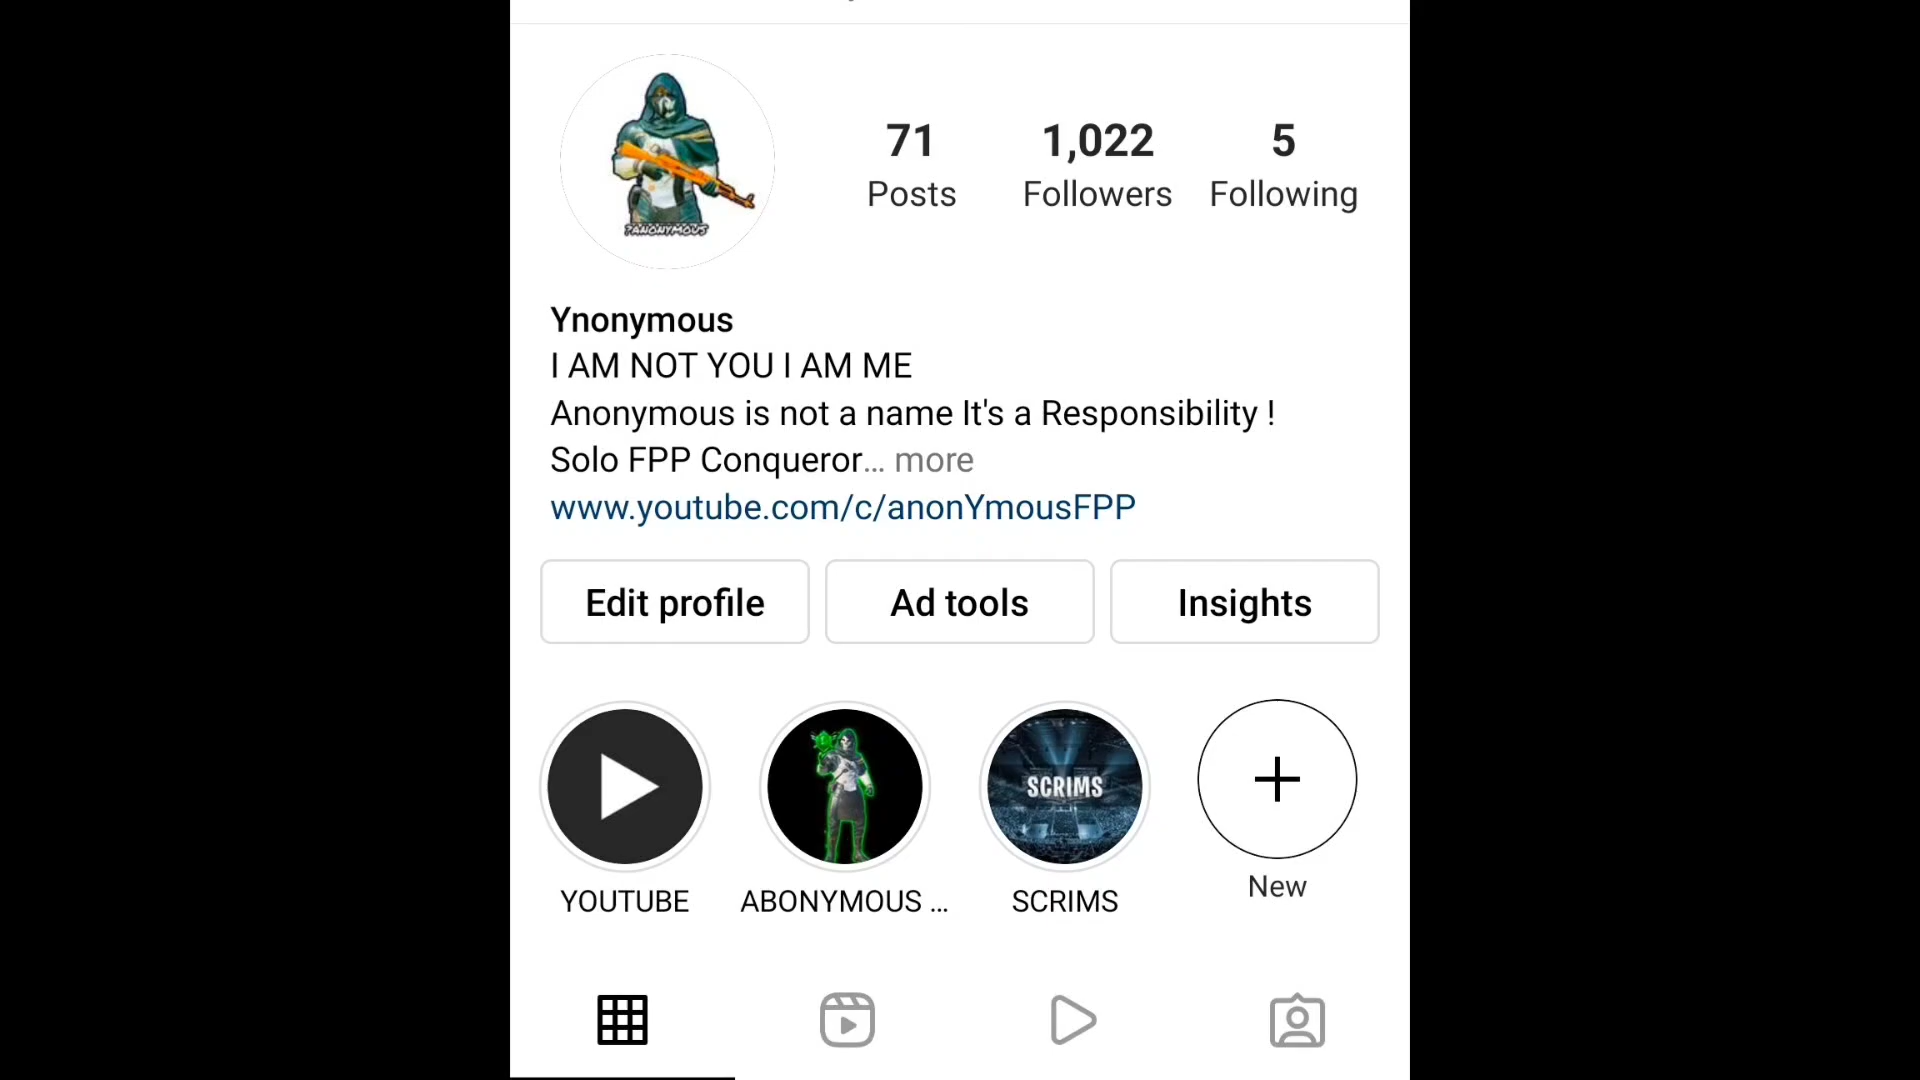 71 1,022 5
Posts Followers Following
?ANONYMOUS
Ynonymous
I AM NOT YOU I AM ME
Anonymous is not a name It's a Responsibility !
Solo FPP Conqueror... more
www.youtube.com/c/anonYmousFPP
Edit profile Ad tools Insights
SCRIMS
YOUTUBE ABONYMOUS ... SCRIMS New